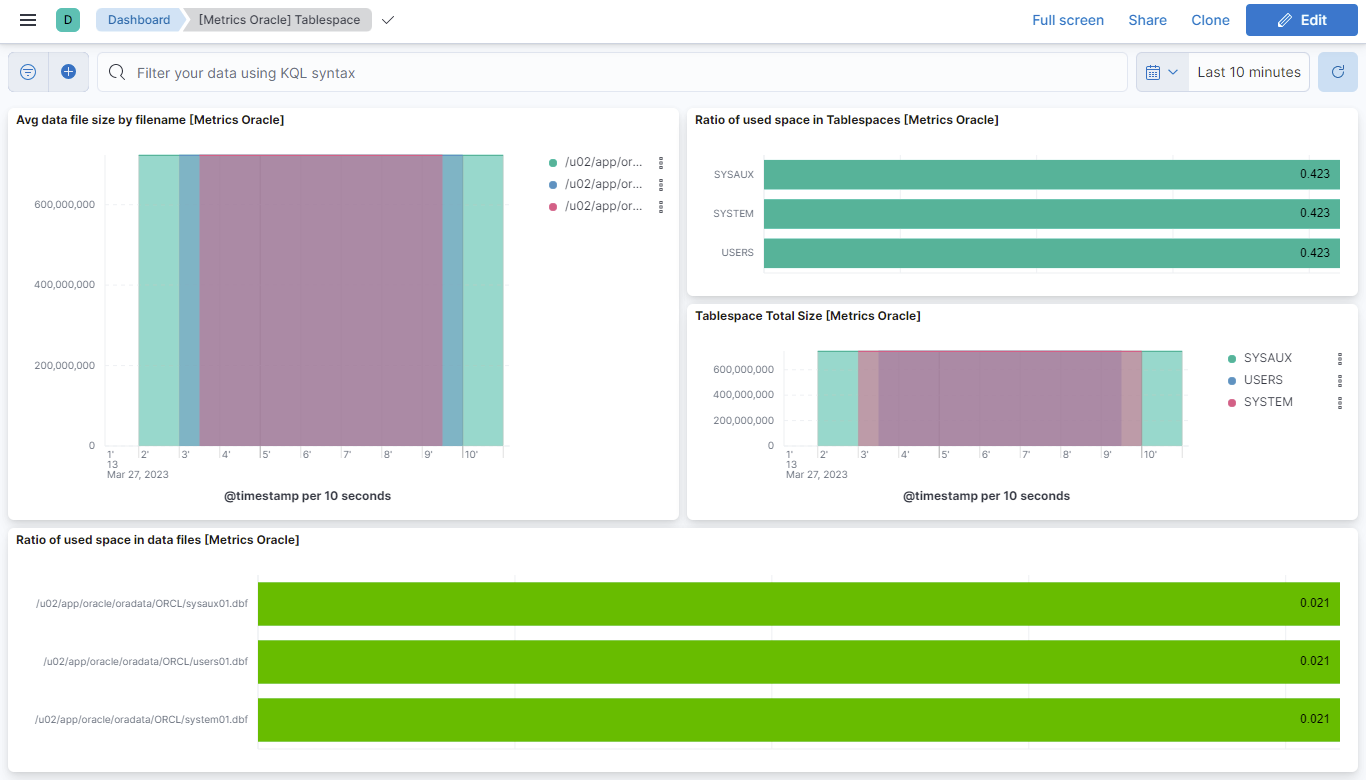 D Dashboard [Metrics Oracle] Tablespace Full screen Share Clone Edit
Filter your data using KQL syntax Last 10 minutes
Avg data file size by filename [Metrics Oracle]
600,000,000
400,000,000
200,000,000
0
1' 2' 3' 4' 5' 6' 7' 8' 9' 10'
13
Mar 27, 2023
@timestamp per 10 seconds
/u02/app/or...
/u02/app/or...
/u02/app/or...
Ratio of used space in Tablespaces [Metrics Oracle]
SYSAUX 0.423
SYSTEM 0.423
USERS 0.423
Tablespace Total Size [Metrics Oracle]
600,000,000
400,000,000
200,000,000
0
1' 2' 3' 4' 5' 6' 7' 8' 9' 10'
13
Mar 27, 2023
@timestamp per 10 seconds
SYSAUX
USERS
SYSTEM
Ratio of used space in data files [Metrics Oracle]
/u02/app/oracle/oradata/ORCL/sysaux01.dbf 0.021
/u02/app/oracle/oradata/ORCL/users01.dbf 0.021
/u02/app/oracle/oradata/ORCL/system01.dbf 0.021